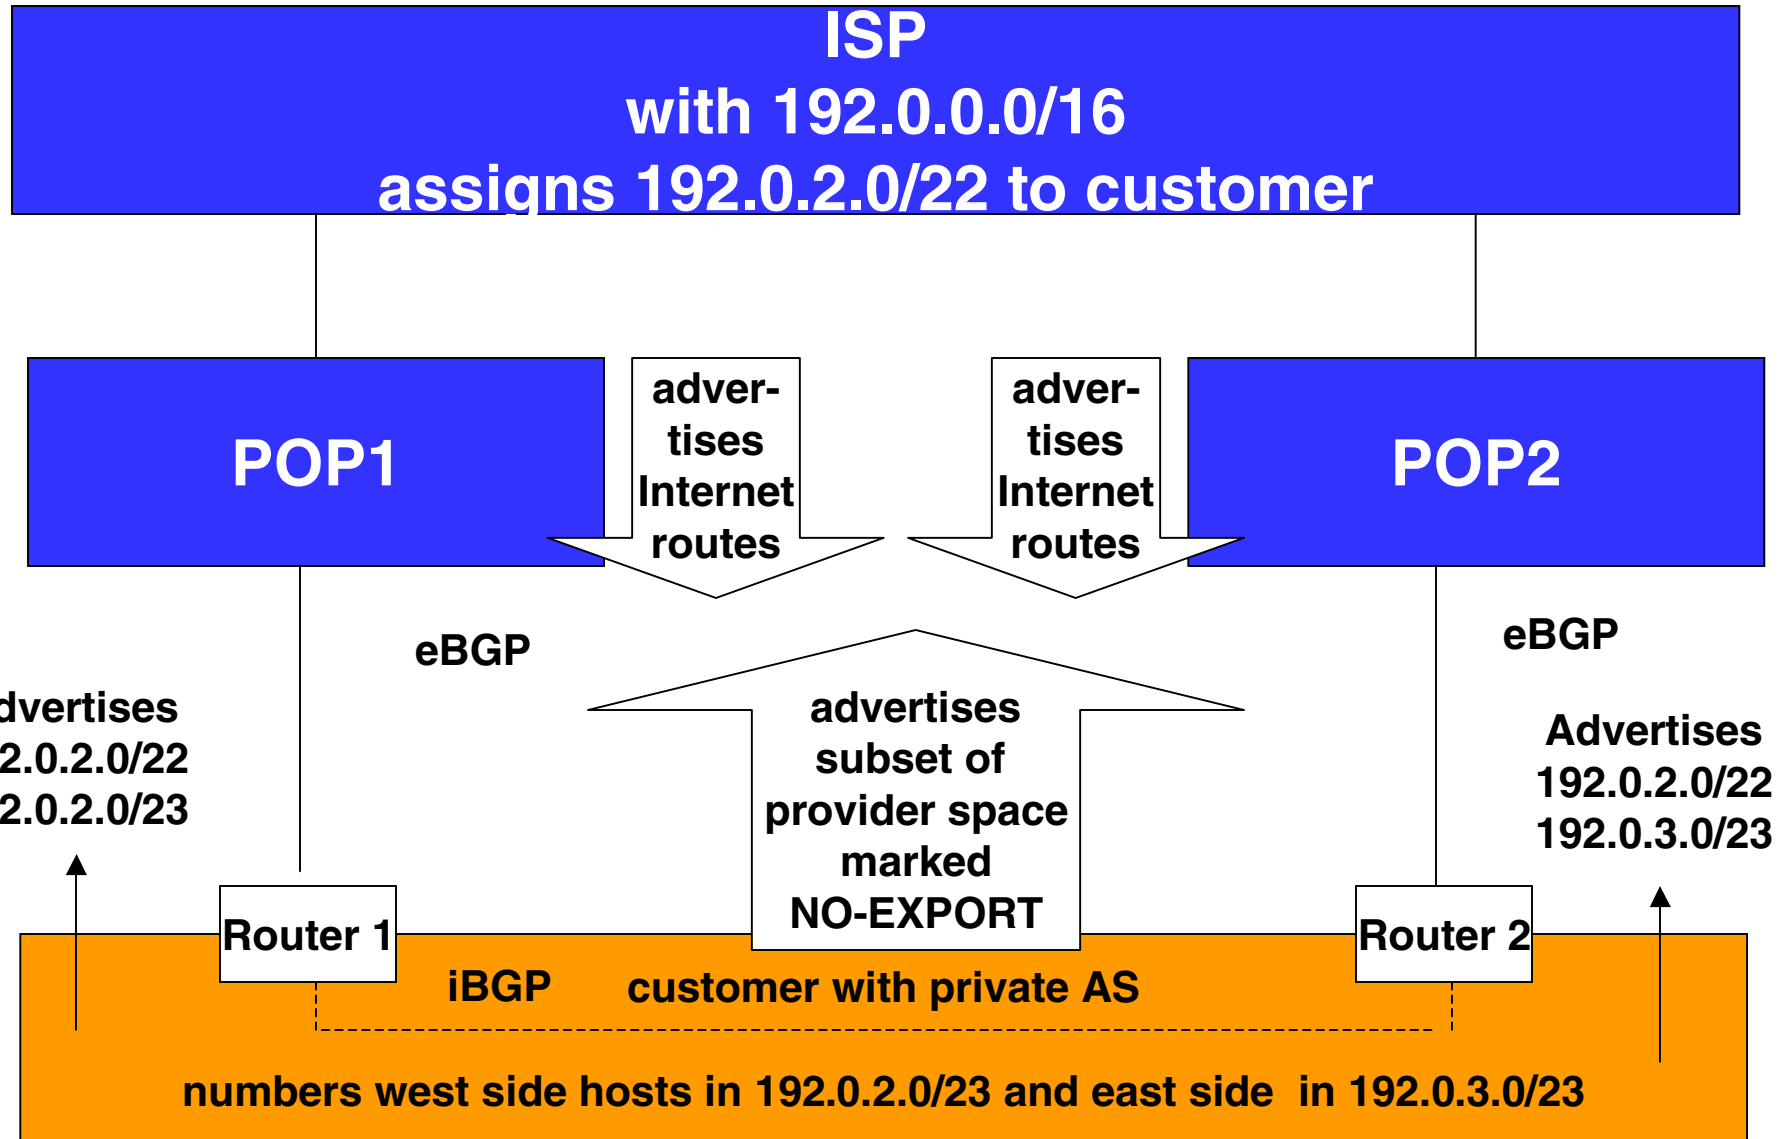 ISP
with 192.0.0.0/16
assigns 192.0.2.0/22 to customer
POP1
adver-
tises
Internet
routes
adver-
tises
Internet
routes
POP2
eBGP
eBGP
dvertises
2.0.2.0/22
2.0.2.0/23
advertises
subset of
provider space
marked
NO-EXPORT
Advertises
192.0.2.0/22
192.0.3.0/23
Router 1
Router 2
iBGP
customer with private AS
numbers west side hosts in 192.0.2.0/23 and east side in 192.0.3.0/23